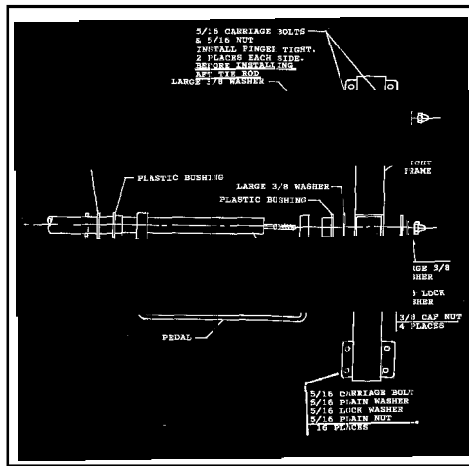 5/16 CARRIAGE BOLTS
& 5/16 NUT
INSTALL FINGER TIGHT.
2 PLACES EACH SIDE.
BEFORE INSTALLING
AFT TIE ROD
LARGE 3/8 WASHER
FRAME
PLASTIC BUSHING
LARGE 3/8 WASHER
PLASTIC BUSHING
3/8
LOCK
3/8 CAP NUT
4 PLACES
PEDAL
5/16 CARRIAGE BOLT
5/16 PLAIN WASHER
5/16 LOCK WASHER
5/16 PLAIN NUT
16 PLACES